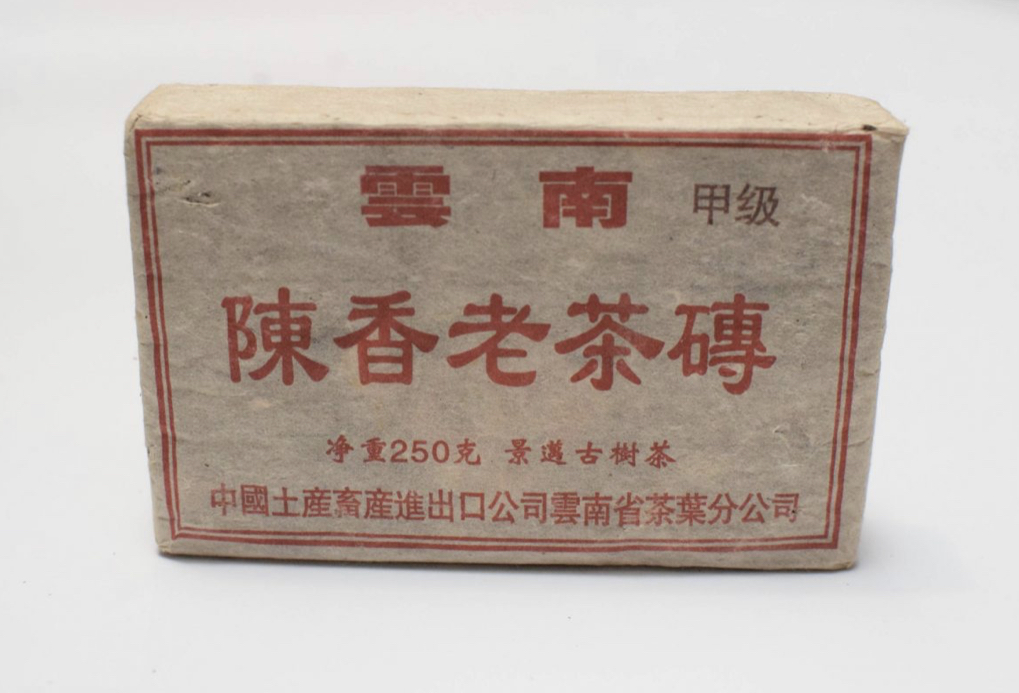 雲南 甲级
陳香老茶磚
净重250克 景邁古樹茶
中國土産畜産進出口公司雲南省茶葉分公司